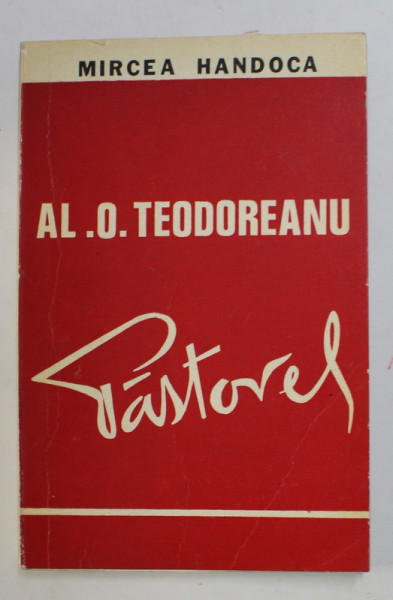 MIRCEA HANDOCA
AL .O. TEODOREANU
Păstorel